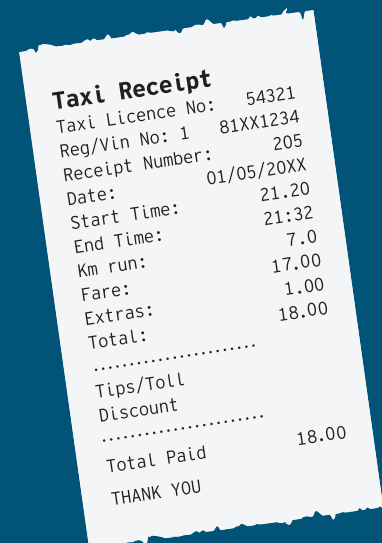 Taxi Receipt
Taxi Licence No: 54321
Reg/Vin No: 1 81XX1234
Receipt Number: 205
Date: 01/05/20XX
Start Time: 21.20
End Time: 21:32
Km run: 7.0
Fare: 17.00
Extras: 1.00
Total: 18.00
.......................
Tips/Toll
Discount
.......................
Total Paid 18.00
THANK YOU